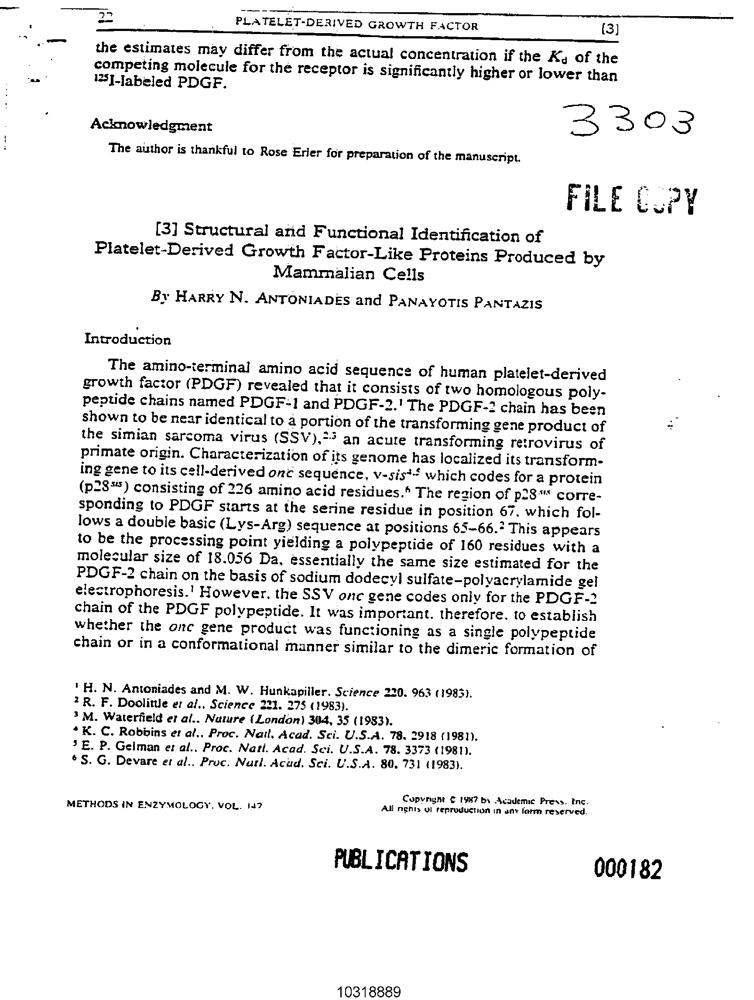 22 PLATELET-DERIVED GROWTH FACTOR [3]
the estimates may differ from the actual concentration if the Kd of the
competing molecule for the receptor is significantly higher or lower than
¹²⁵I-labeled PDGF.
3303
Acknowledgment
The author is thankful to Rose Erler for preparation of the manuscript.
FILE COPY
[3] Structural and Functional Identification of
Platelet-Derived Growth Factor-Like Proteins Produced by
Mammalian Cells
By HARRY N. ANTONIADES and PANAYOTIS PANTAZIS
Introduction
The amino-terminal amino acid sequence of human platelet-derived
growth factor (PDGF) revealed that it consists of two homologous poly-
peptide chains named PDGF-1 and PDGF-2.¹ The PDGF-2 chain has been
shown to be near identical to a portion of the transforming gene product of
the simian sarcoma virus (SSV),²,³ an acute transforming retrovirus of
primate origin. Characterization of its genome has localized its transform-
ing gene to its cell-derived onc sequence, v-sis⁴,⁵ which codes for a protein
(p28ˢⁱˢ) consisting of 226 amino acid residues.⁶ The region of p28ˢⁱˢ corre-
sponding to PDGF starts at the serine residue in position 67, which fol-
lows a double basic (Lys-Arg) sequence at positions 65–66.² This appears
to be the processing point yielding a polypeptide of 160 residues with a
molecular size of 18,056 Da, essentially the same size estimated for the
PDGF-2 chain on the basis of sodium dodecyl sulfate–polyacrylamide gel
electrophoresis.¹ However, the SSV onc gene codes only for the PDGF-2
chain of the PDGF polypeptide. It was important, therefore, to establish
whether the onc gene product was functioning as a single polypeptide
chain or in a conformational manner similar to the dimeric formation of
¹ H. N. Antoniades and M. W. Hunkapiller, Science 220, 963 (1983).
² R. F. Doolittle et al., Science 221, 275 (1983).
³ M. Waterfield et al., Nature (London) 304, 35 (1983).
⁴ K. C. Robbins et al., Proc. Natl. Acad. Sci. U.S.A. 78, 2918 (1981).
⁵ E. P. Gelman et al., Proc. Natl. Acad. Sci. U.S.A. 78, 3373 (1981).
⁶ S. G. Devare et al., Proc. Natl. Acad. Sci. U.S.A. 80, 731 (1983).
METHODS IN ENZYMOLOGY, VOL. 147
Copyright © 1987 by Academic Press, Inc.
All rights of reproduction in any form reserved.
PUBLICATIONS 000182
10318889